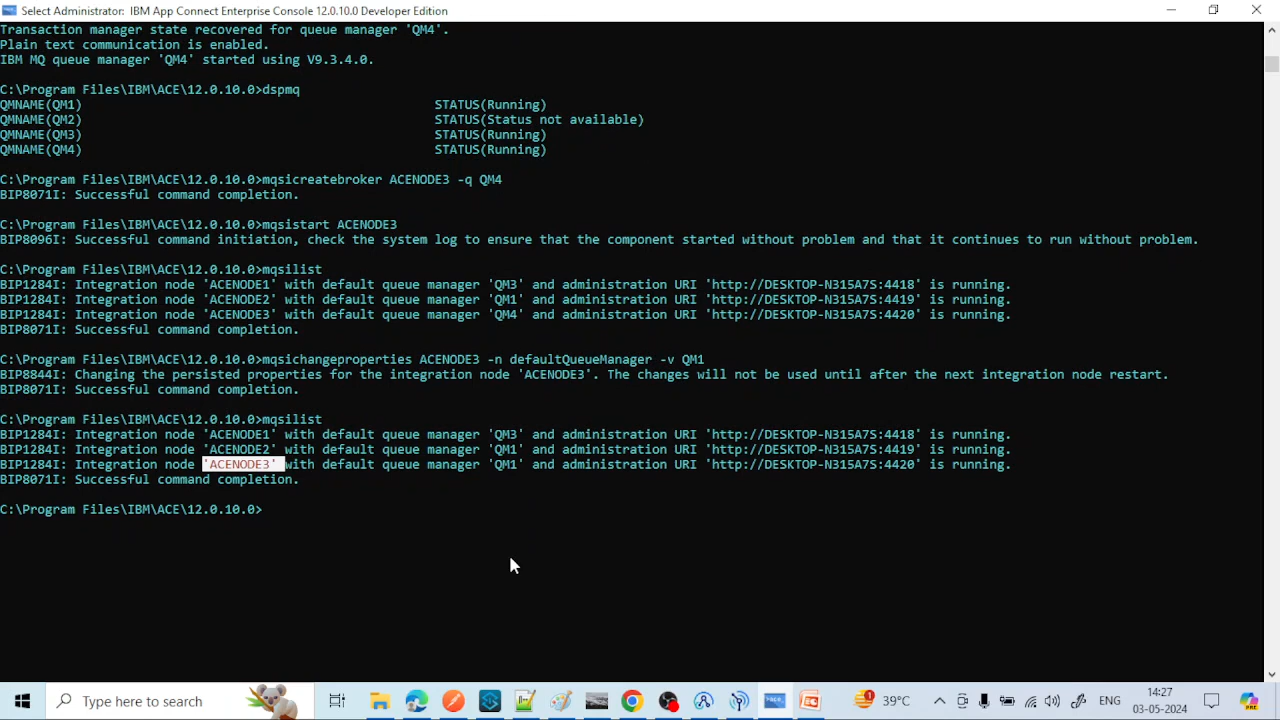 Select Administrator: IBM App Connect Enterprise Console 12.0.10.0 Developer Edition
Transaction manager state recovered for queue manager 'QM4'.
Plain text communication is enabled.
IBM MQ queue manager 'QM4' started using V9.3.4.0.
C:\Program Files\IBM\ACE\12.0.10.0>dspmq
QMNAME(QM1) STATUS(Running)
QMNAME(QM2) STATUS(Status not available)
QMNAME(QM3) STATUS(Running)
QMNAME(QM4) STATUS(Running)
C:\Program Files\IBM\ACE\12.0.10.0>mqsicreatebroker ACENODE3 -q QM4
BIP8071I: Successful command completion.
C:\Program Files\IBM\ACE\12.0.10.0>mqsistart ACENODE3
BIP8096I: Successful command initiation, check the system log to ensure that the component started without problem and that it continues to run without problem.
C:\Program Files\IBM\ACE\12.0.10.0>mqsilist
BIP1284I: Integration node 'ACENODE1' with default queue manager 'QM3' and administration URI 'http://DESKTOP-N315A7S:4418' is running.
BIP1284I: Integration node 'ACENODE2' with default queue manager 'QM1' and administration URI 'http://DESKTOP-N315A7S:4419' is running.
BIP1284I: Integration node 'ACENODE3' with default queue manager 'QM4' and administration URI 'http://DESKTOP-N315A7S:4420' is running.
BIP8071I: Successful command completion.
C:\Program Files\IBM\ACE\12.0.10.0>mqsichangeproperties ACENODE3 -n defaultQueueManager -v QM1
BIP8844I: Changing the persisted properties for the integration node 'ACENODE3'. The changes will not be used until after the next integration node restart.
BIP8071I: Successful command completion.
C:\Program Files\IBM\ACE\12.0.10.0>mqsilist
BIP1284I: Integration node 'ACENODE1' with default queue manager 'QM3' and administration URI 'http://DESKTOP-N315A7S:4418' is running.
BIP1284I: Integration node 'ACENODE2' with default queue manager 'QM1' and administration URI 'http://DESKTOP-N315A7S:4419' is running.
BIP1284I: Integration node 'ACENODE3' with default queue manager 'QM1' and administration URI 'http://DESKTOP-N315A7S:4420' is running.
BIP8071I: Successful command completion.
C:\Program Files\IBM\ACE\12.0.10.0>
Type here to search
1
39°C
ENG
14:27
03-05-2024
PRE